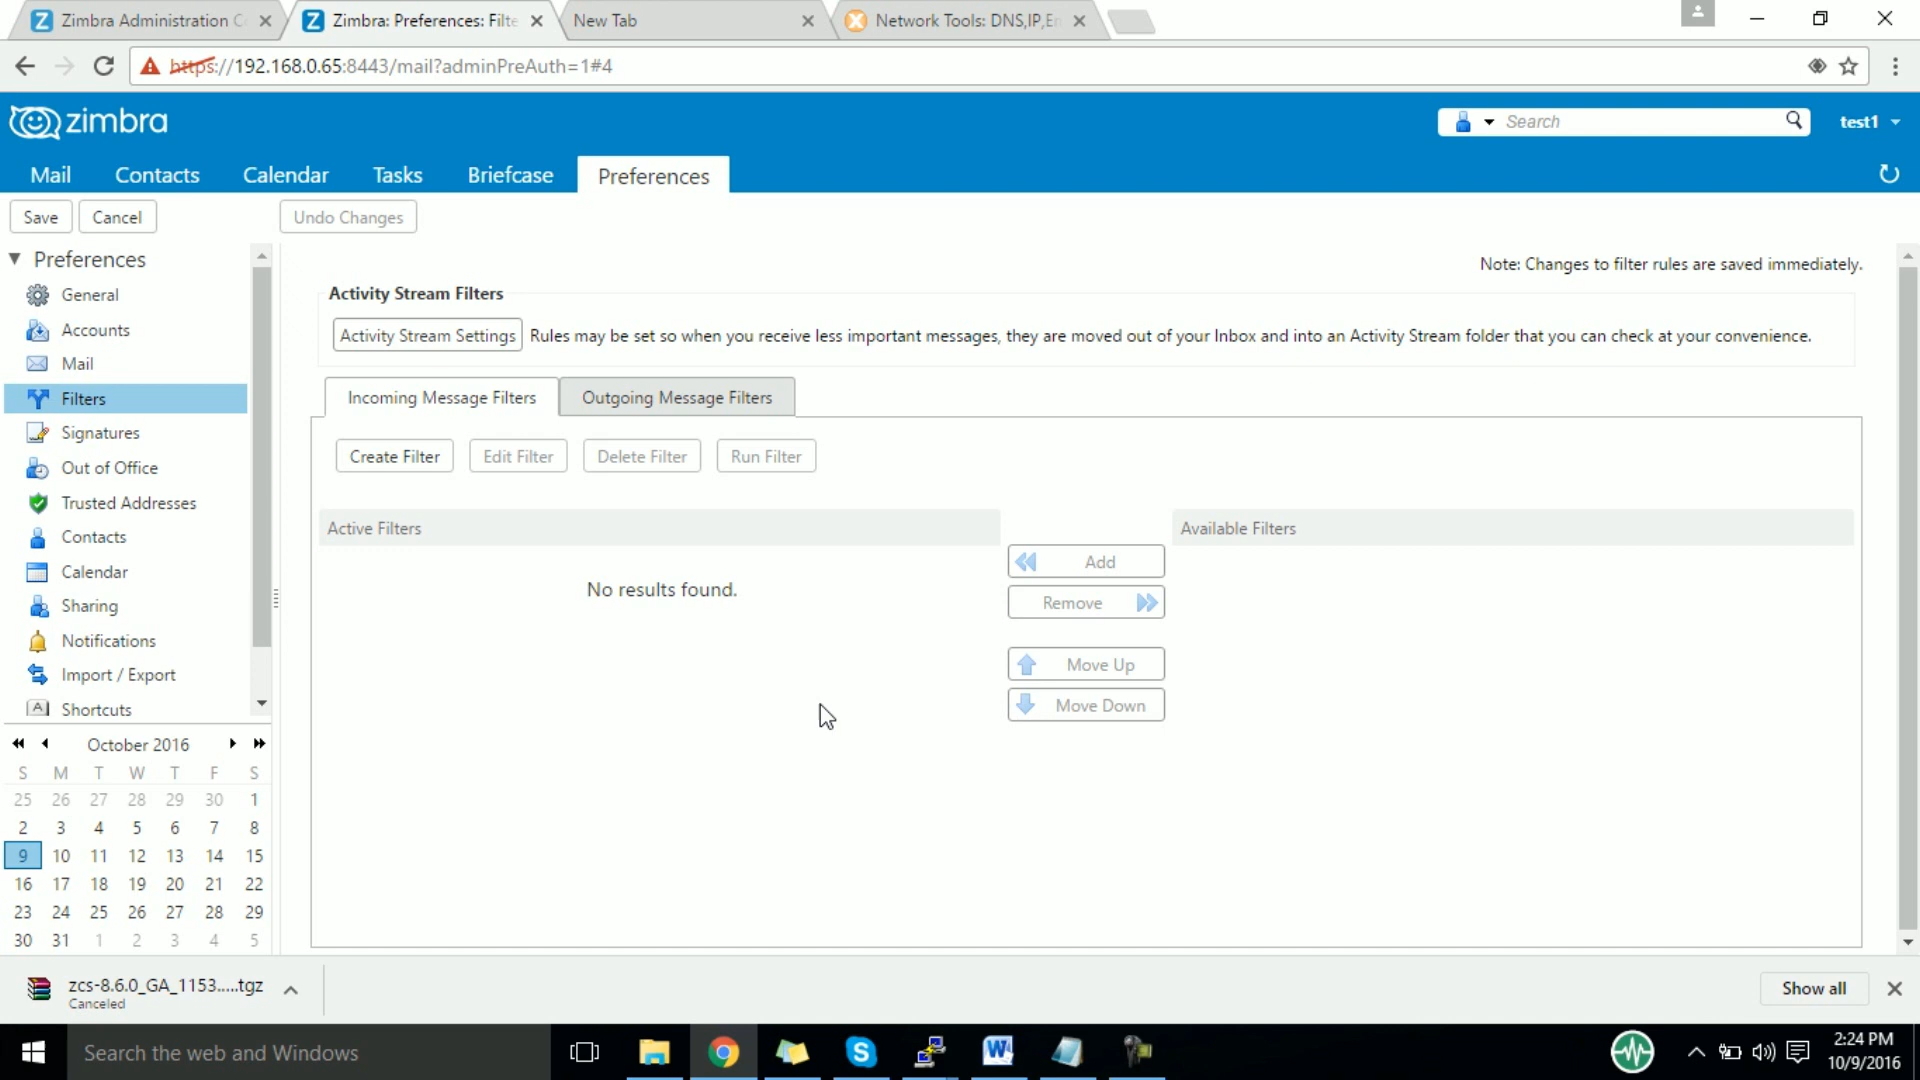 Zimbra Administration Co
Zimbra: Preferences: Filte
New Tab
Network Tools: DNS,IP,Em
https://192.168.0.65:8443/mail?adminPreAuth=1#4
zimbra
Search
test1
Mail
Contacts
Calendar
Tasks
Briefcase
Preferences
Save
Cancel
Undo Changes
Preferences
General
Accounts
Mail
Filters
Signatures
Out of Office
Trusted Addresses
Contacts
Calendar
Sharing
Notifications
Import / Export
Shortcuts
October 2016
S M T W T F S
25 26 27 28 29 30 1
2 3 4 5 6 7 8
9 10 11 12 13 14 15
16 17 18 19 20 21 22
23 24 25 26 27 28 29
30 31 1 2 3 4 5
Note: Changes to filter rules are saved immediately.
Activity Stream Filters
Activity Stream Settings
Rules may be set so when you receive less important messages, they are moved out of your Inbox and into an Activity Stream folder that you can check at your convenience.
Incoming Message Filters
Outgoing Message Filters
Create Filter
Edit Filter
Delete Filter
Run Filter
Active Filters
No results found.
Add
Remove
Move Up
Move Down
Available Filters
zcs-8.6.0_GA_1153.....tgz
Canceled
Show all
Search the web and Windows
2:24 PM
10/9/2016